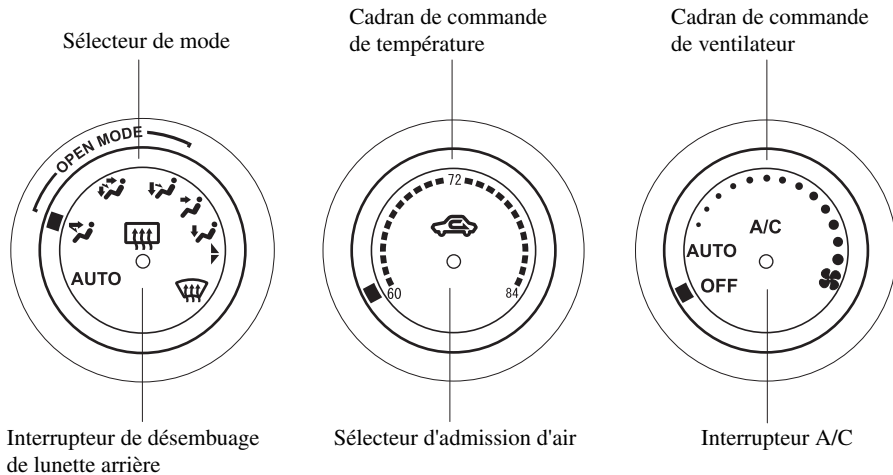 Sélecteur de mode
Cadran de commande
de température
Cadran de commande
de ventilateur
OPEN MODE
AUTO
72
60
84
A/C
AUTO
OFF
Interrupteur de désembuage
de lunette arrière
Sélecteur d'admission d'air
Interrupteur A/C